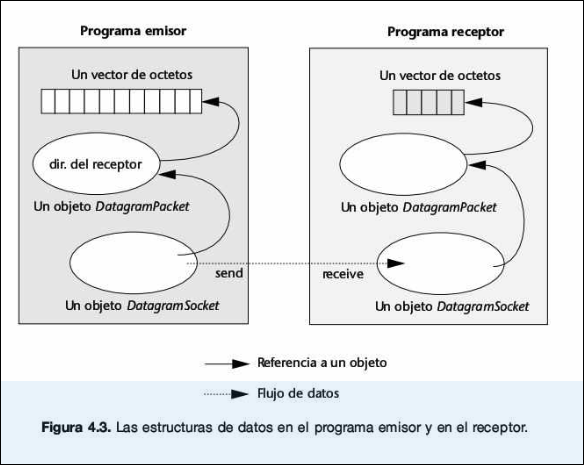 Programa emisor
Programa receptor
Un vector de octetos
Un vector de octetos
dir. del receptor
Un objeto DatagramPacket
Un objeto DatagramPacket
send
receive
Un objeto DatagramSocket
Un objeto DatagramSocket
Referencia a un objeto
Flujo de datos
Figura 4.3. Las estructuras de datos en el programa emisor y en el receptor.